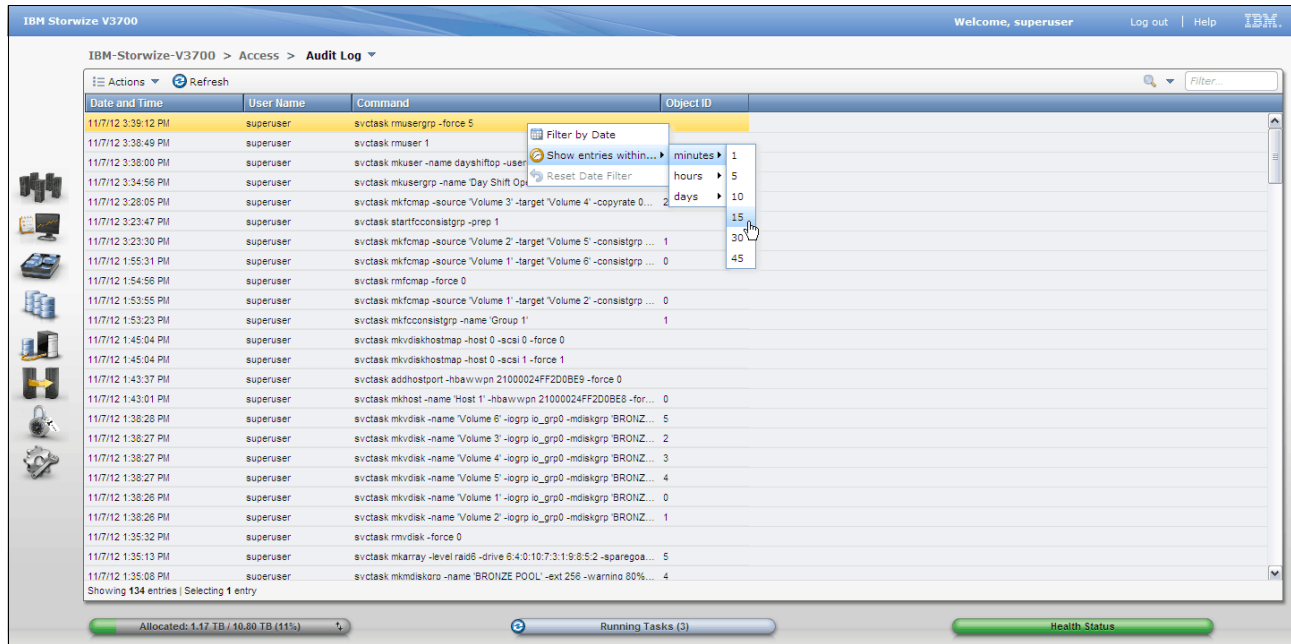 IBM Storwize V3700 Welcome, superuser Log out | Help IBM.
IBM-Storwize-V3700 > Access > Audit Log
Actions Refresh Filter...
Date and Time User Name Command Object ID
11/7/12 3:39:12 PM superuser svctask rmusergrp -force 5
11/7/12 3:38:49 PM superuser svctask rmuser 1
11/7/12 3:38:00 PM superuser svctask mkuser -name dayshiftop -user
11/7/12 3:34:56 PM superuser svctask mkusergrp -name 'Day Shift Ope
11/7/12 3:28:05 PM superuser svctask mkfcmap -source 'Volume 3' -target 'Volume 4' -copyrate 0... 2
11/7/12 3:23:47 PM superuser svctask startfcconsistgrp -prep 1
11/7/12 3:23:30 PM superuser svctask mkfcmap -source 'Volume 2' -target 'Volume 5' -consistgrp ... 1
11/7/12 1:55:31 PM superuser svctask mkfcmap -source 'Volume 1' -target 'Volume 6' -consistgrp ... 0
11/7/12 1:54:56 PM superuser svctask rmfcmap -force 0
11/7/12 1:53:55 PM superuser svctask mkfcmap -source 'Volume 1' -target 'Volume 2' -consistgrp ... 0
11/7/12 1:53:23 PM superuser svctask mkfcconsistgrp -name 'Group 1' 1
11/7/12 1:45:04 PM superuser svctask mkvdiskhostmap -host 0 -scsi 0 -force 0
11/7/12 1:45:04 PM superuser svctask mkvdiskhostmap -host 0 -scsi 1 -force 1
11/7/12 1:43:37 PM superuser svctask addhostport -hbawwpn 21000024FF2D0BE9 -force 0
11/7/12 1:43:01 PM superuser svctask mkhost -name 'Host 1' -hbawwpn 21000024FF2D0BE8 -for... 0
11/7/12 1:38:28 PM superuser svctask mkvdisk -name 'Volume 6' -iogrp io_grp0 -mdiskgrp 'BRONZ... 5
11/7/12 1:38:27 PM superuser svctask mkvdisk -name 'Volume 3' -iogrp io_grp0 -mdiskgrp 'BRONZ... 2
11/7/12 1:38:27 PM superuser svctask mkvdisk -name 'Volume 4' -iogrp io_grp0 -mdiskgrp 'BRONZ... 3
11/7/12 1:38:27 PM superuser svctask mkvdisk -name 'Volume 5' -iogrp io_grp0 -mdiskgrp 'BRONZ... 4
11/7/12 1:38:26 PM superuser svctask mkvdisk -name 'Volume 1' -iogrp io_grp0 -mdiskgrp 'BRONZ... 0
11/7/12 1:38:26 PM superuser svctask mkvdisk -name 'Volume 2' -iogrp io_grp0 -mdiskgrp 'BRONZ... 1
11/7/12 1:35:32 PM superuser svctask rmvdisk -force 0
11/7/12 1:35:13 PM superuser svctask mkarray -level raid6 -drive 6:4:0:10:7:3:1:9:8:5:2 -sparegoa... 5
11/7/12 1:35:08 PM superuser svctask mkmdiskgrp -name 'BRONZE POOL' -ext 256 -warning 80%... 4
Filter by Date
Show entries within...
Reset Date Filter
minutes
hours
days
1
5
10
15
30
45
Showing 134 entries | Selecting 1 entry
Allocated: 1.17 TB / 10.80 TB (11%) Running Tasks (3) Health Status